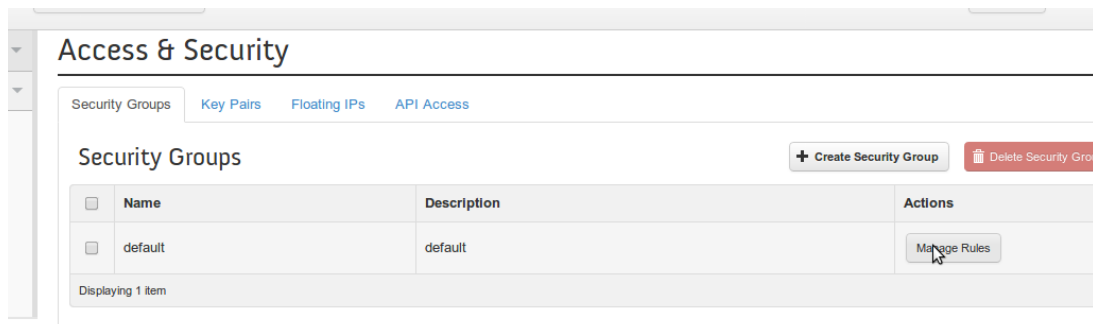 Access & Security
Security Groups Key Pairs Floating IPs API Access
Security Groups
Create Security Group Delete Security Gro
Name Description Actions
default default Manage Rules
Displaying 1 item